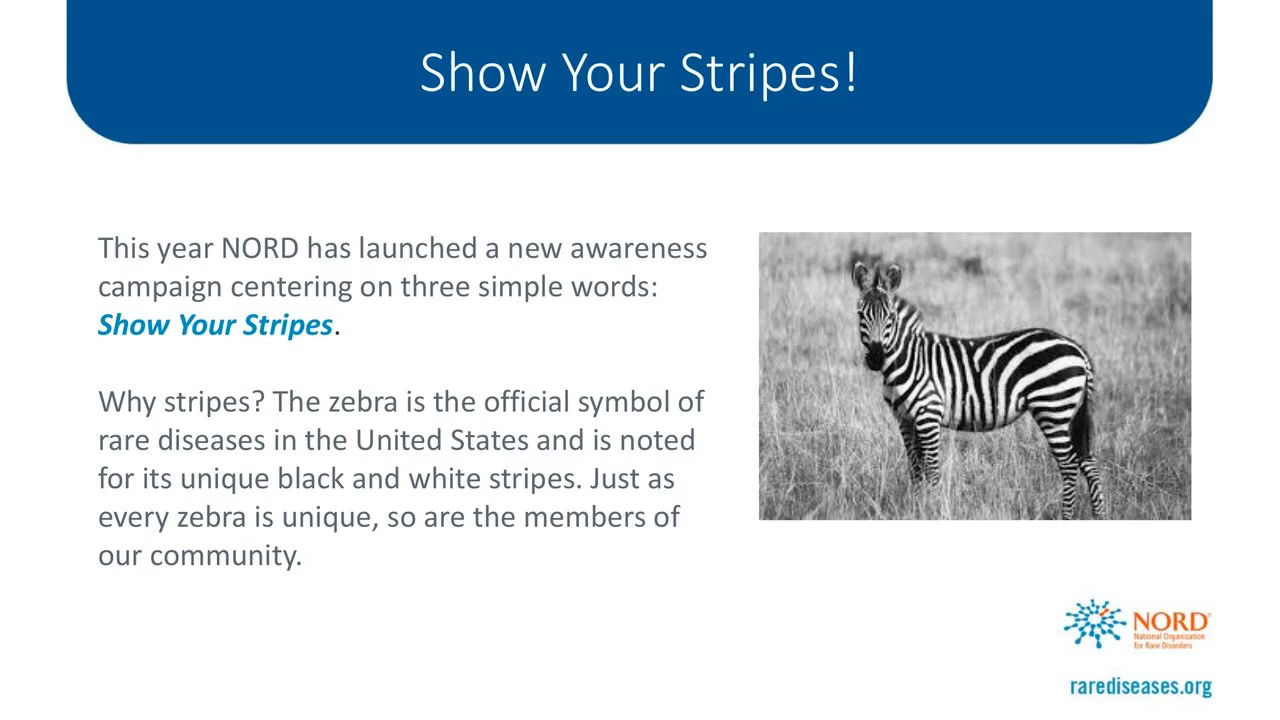 Show Your Stripes!
This year NORD has launched a new awareness
campaign centering on three simple words:
Show Your Stripes.
Why stripes? The zebra is the official symbol of
rare diseases in the United States and is noted
for its unique black and white stripes. Just as
every zebra is unique, so are the members of
our community.
NORD®
National Organization
for Rare Disorders
rarediseases.org